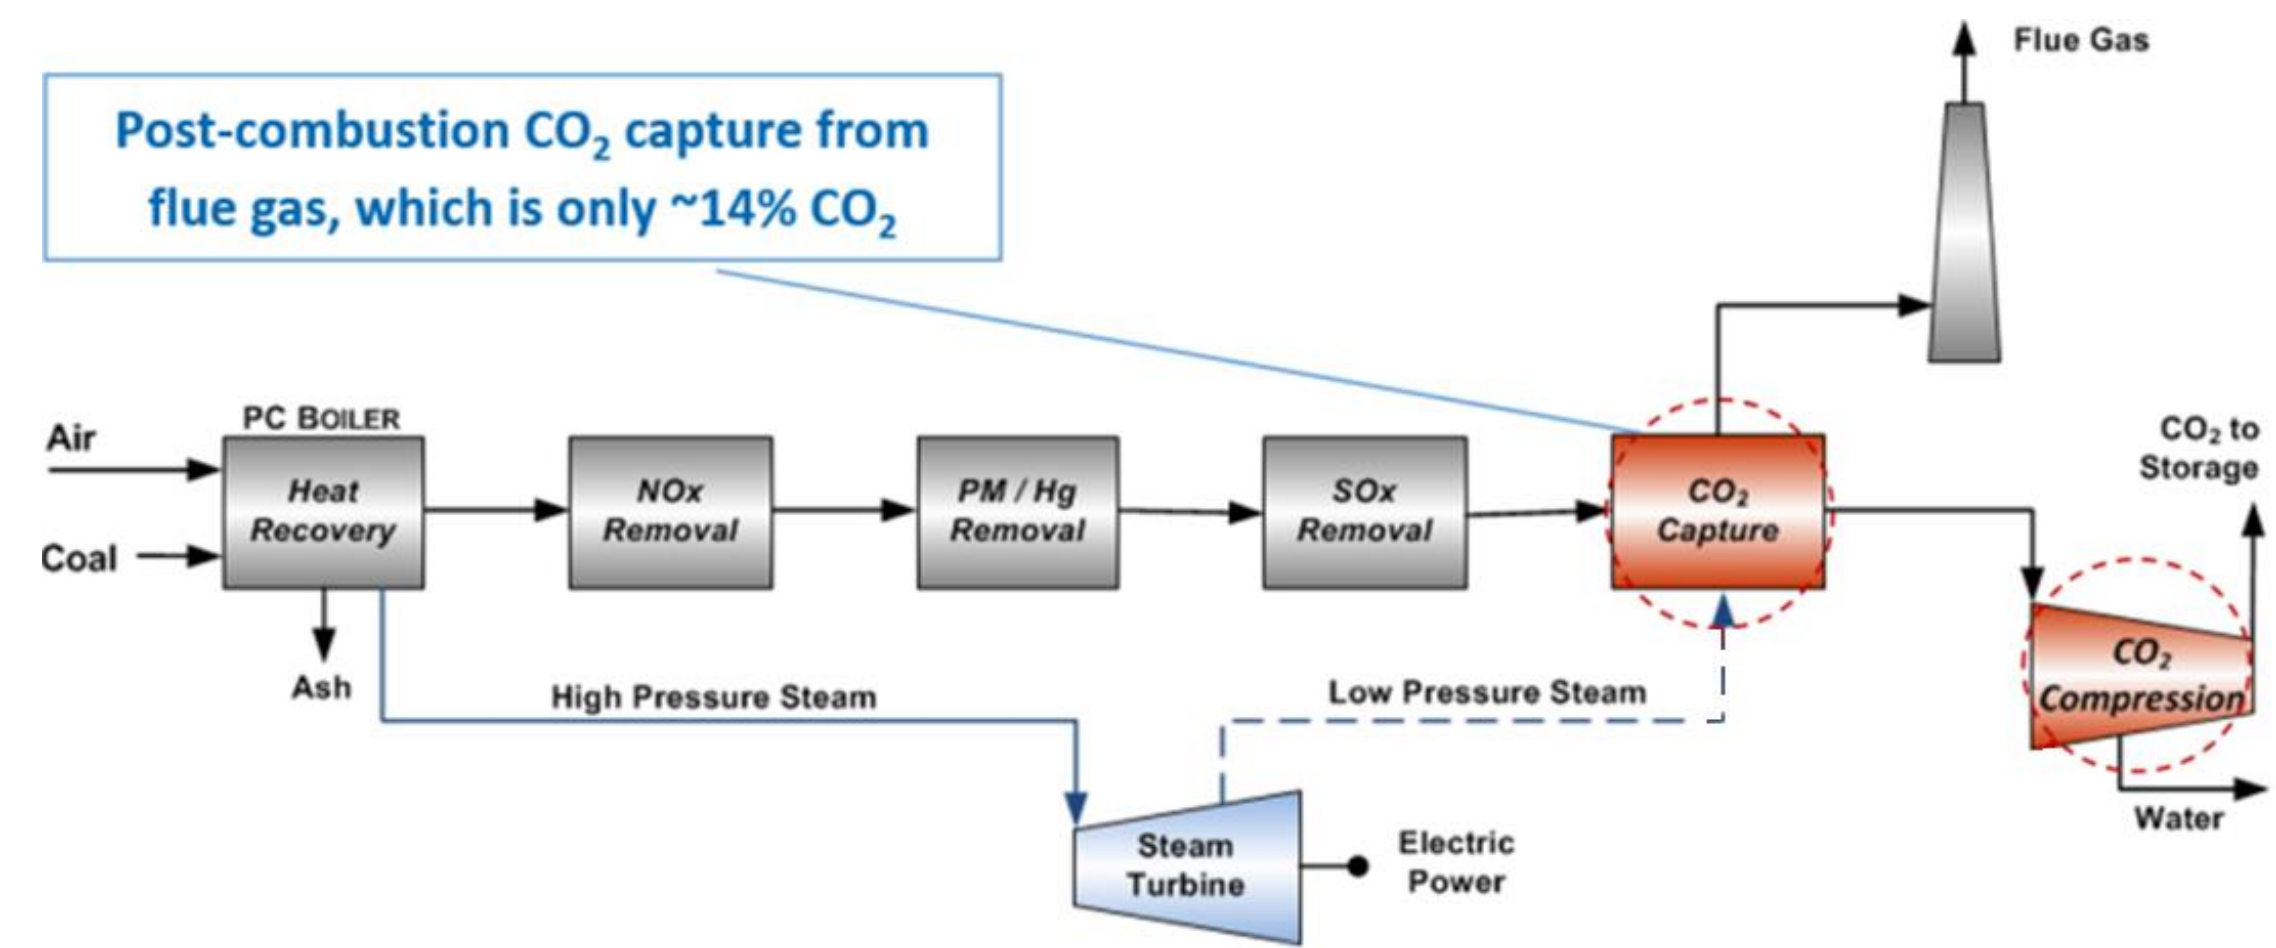 Flue Gas
Post-combustion CO₂ capture from
flue gas, which is only ~14% CO₂
PC BOILER
Air
Coal
Heat
Recovery
NOx
Removal
PM / Hg
Removal
SOx
Removal
CO₂
Capture
CO₂ to
Storage
Ash
High Pressure Steam
Low Pressure Steam
CO₂
Compression
Water
Steam
Turbine
Electric
Power